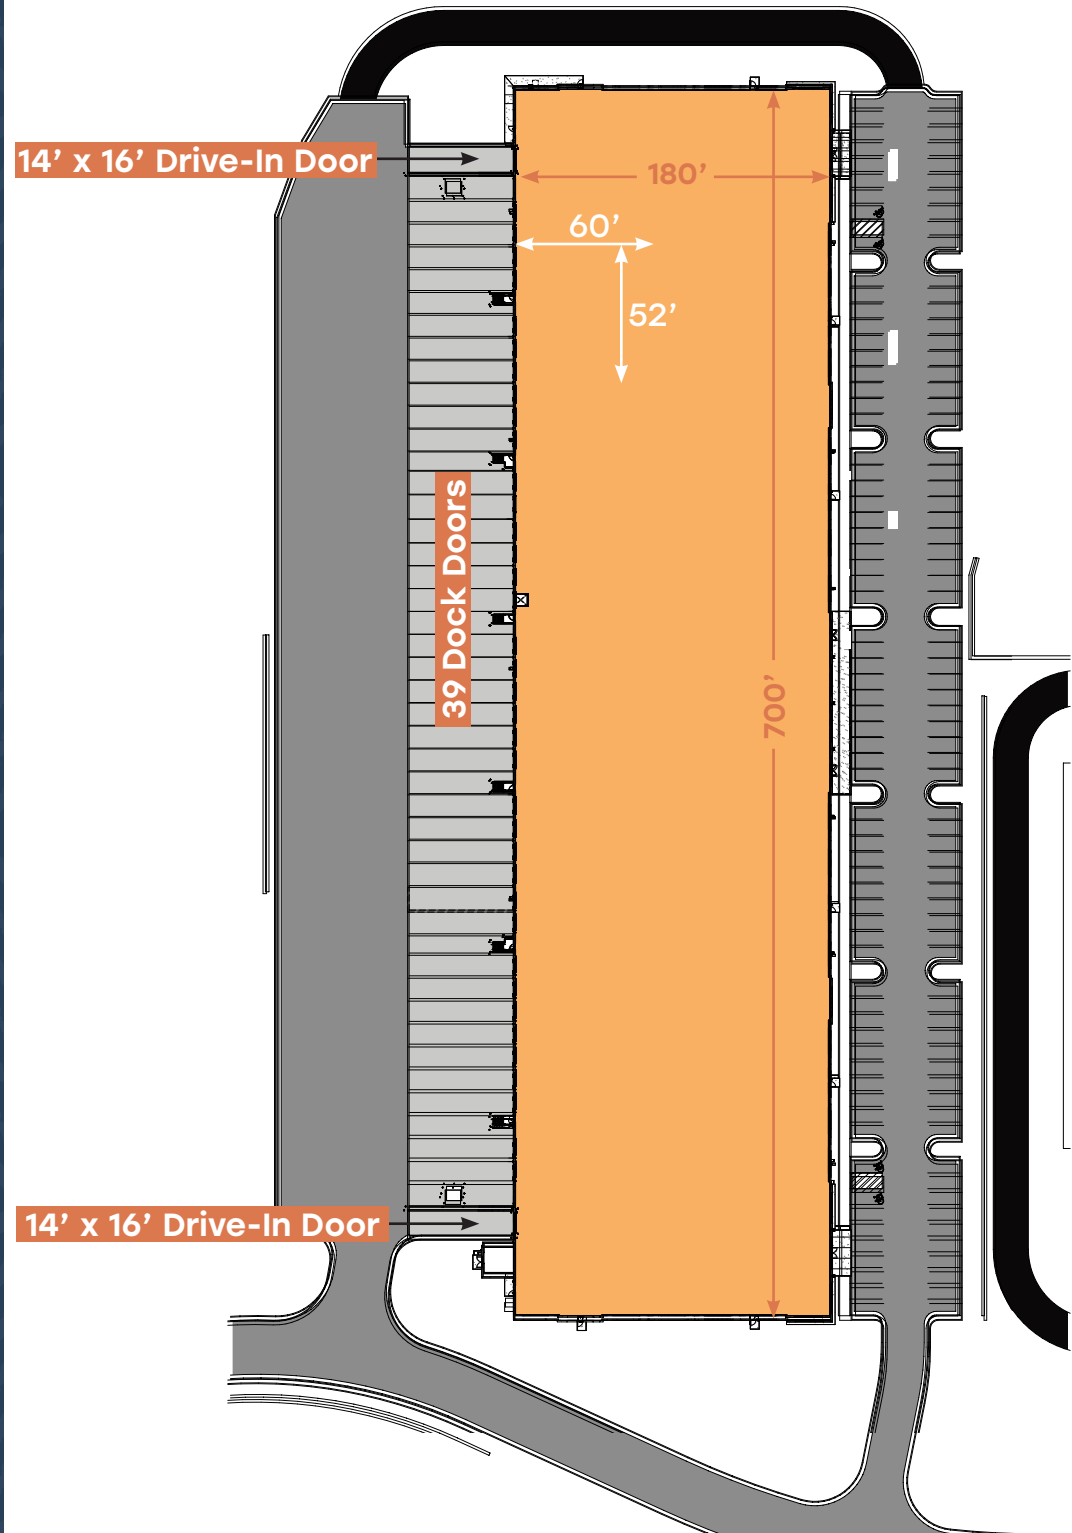 14’ x 16’ Drive-In Door
180’
60’
52’
39 Dock Doors
700’
14’ x 16’ Drive-In Door